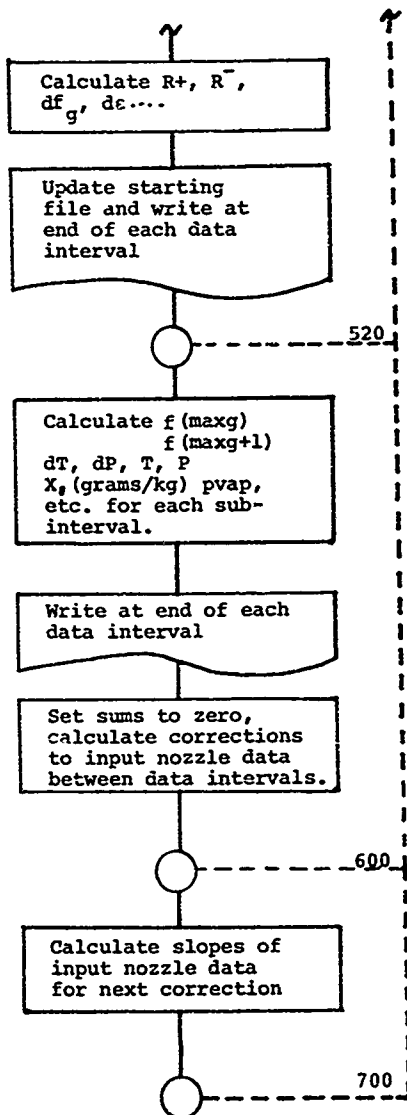 Calculate R+, R⁻,
df_g, dε....
Update starting
file and write at
end of each data
interval
520
Calculate f(maxg)
f(maxg+1)
dT, dP, T, P
X,(grams/kg) pvap,
etc. for each sub-
interval.
Write at end of each
data interval
Set sums to zero,
calculate corrections
to input nozzle data
between data intervals.
600
Calculate slopes of
input nozzle data
for next correction
700